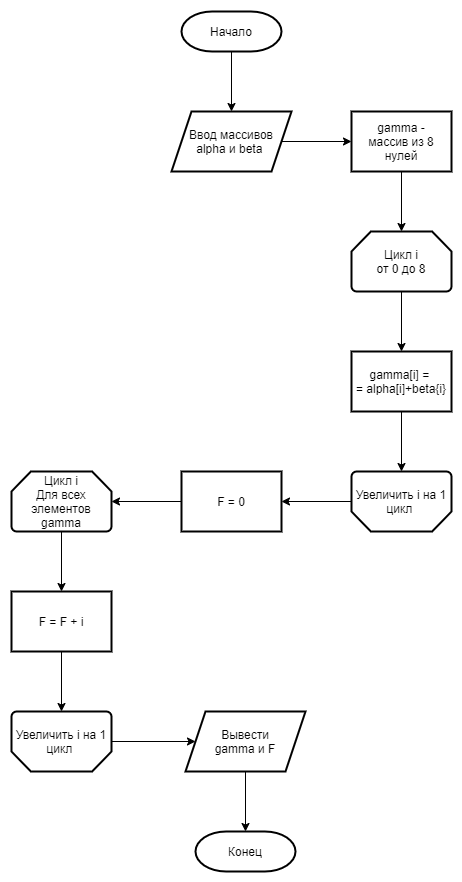 Начало
Ввод массивов
alpha и beta
gamma -
массив из 8
нулей
Цикл i
от 0 до 8
gamma[i] =
= alpha[i]+beta{i}
Увеличить i на 1
цикл
F = 0
Цикл i
Для всех
элементов
gamma
F = F + i
Увеличить i на 1
цикл
Вывести
gamma и F
Конец